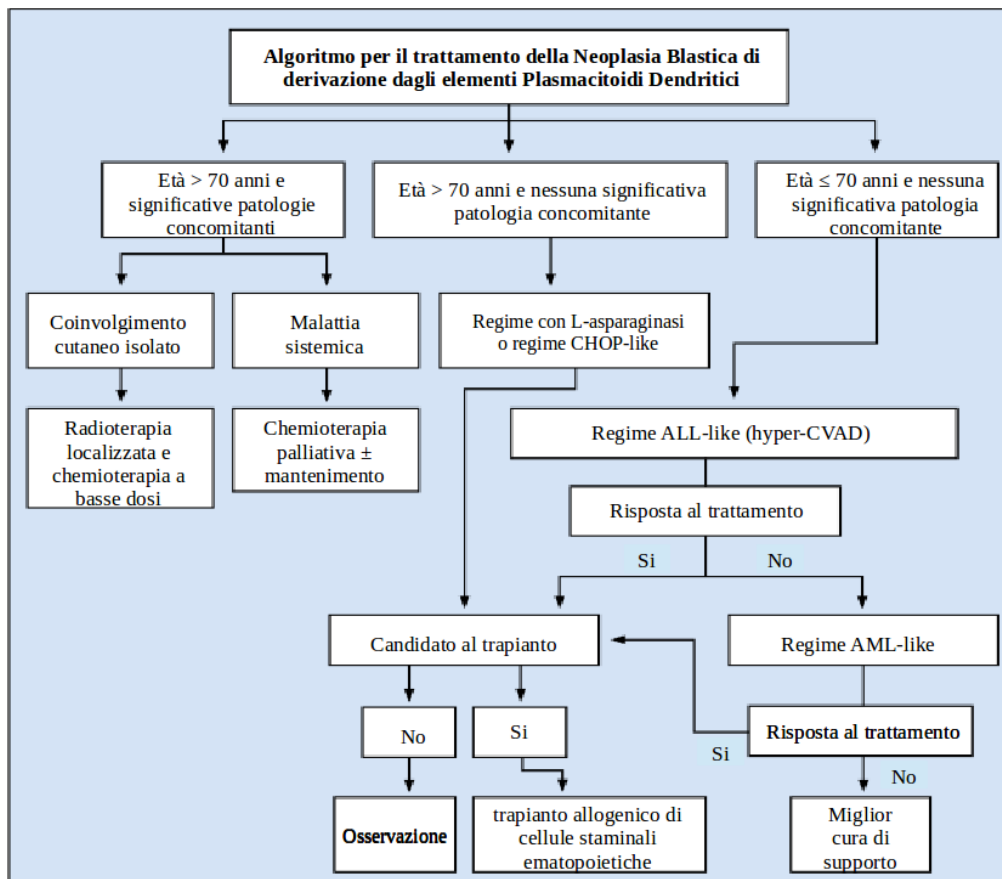 Algoritmo per il trattamento della Neoplasia Blastica di
derivazione dagli elementi Plasmacitoidi Dendritici
Età > 70 anni e
significative patologie
concomitanti
Età > 70 anni e nessuna significativa
patologia concomitante
Età ≤ 70 anni e nessuna
significativa patologia
concomitante
Coinvolgimento
cutaneo isolato
Malattia
sistemica
Regime con L-asparaginasi
o regime CHOP-like
Radioterapia
localizzata e
chemioterapia a
basse dosi
Chemioterapia
palliativa ±
mantenimento
Regime ALL-like (hyper-CVAD)
Risposta al trattamento
Si
No
Candidato al trapianto
Regime AML-like
No
Si
Risposta al trattamento
Si
No
Osservazione
trapianto allogenico di
cellule staminali
ematopoietiche
Miglior
cura di
supporto